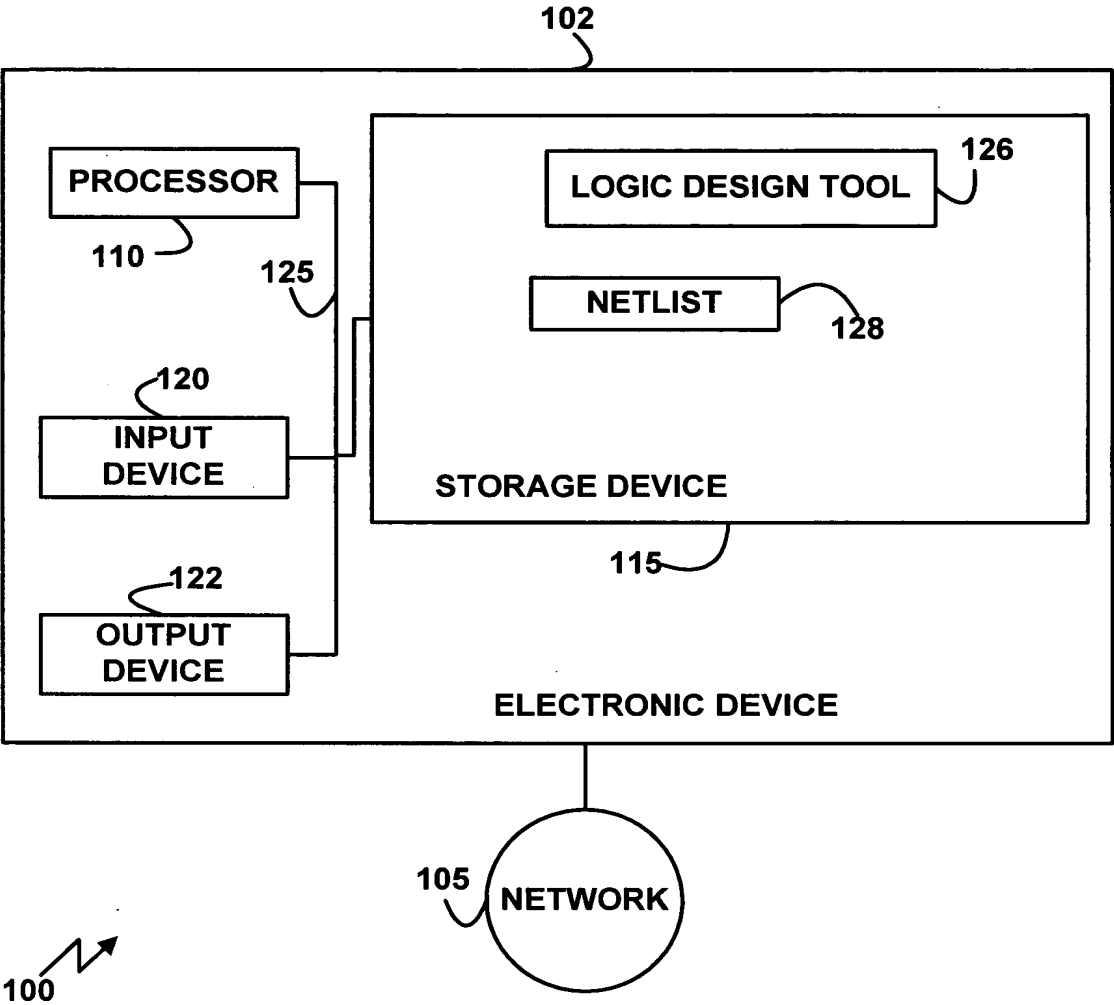 102
PROCESSOR
110
125
LOGIC DESIGN TOOL
126
NETLIST
128
120
INPUT
DEVICE
STORAGE DEVICE
115
122
OUTPUT
DEVICE
ELECTRONIC DEVICE
105
NETWORK
100